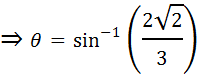 ⇒ θ = sin⁻¹ (2√2/3)